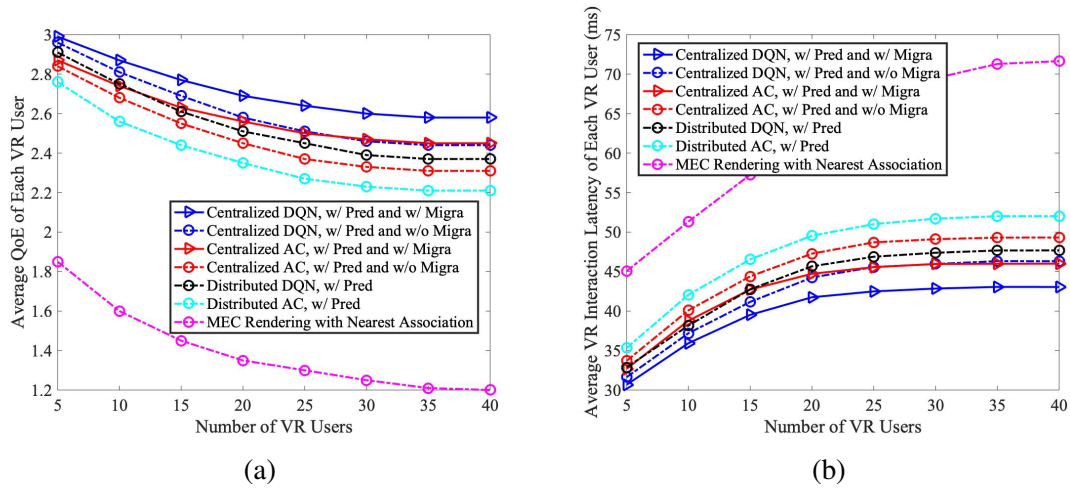 3
2.8
2.6
2.4
2.2
2
1.8
1.6
1.4
1.2
Average QoE of Each VR User
Centralized DQN, w/ Pred and w/ Migra
Centralized DQN, w/ Pred and w/o Migra
Centralized AC, w/ Pred and w/ Migra
Centralized AC, w/ Pred and w/o Migra
Distributed DQN, w/ Pred
Distributed AC, w/ Pred
MEC Rendering with Nearest Association
5 10 15 20 25 30 35 40
Number of VR Users
(a)
75
70
65
60
55
50
45
40
35
30
Average VR Interaction Latency of Each VR User (ms)
Centralized DQN, w/ Pred and w/ Migra
Centralized DQN, w/ Pred and w/o Migra
Centralized AC, w/ Pred and w/ Migra
Centralized AC, w/ Pred and w/o Migra
Distributed DQN, w/ Pred
Distributed AC, w/ Pred
MEC Rendering with Nearest Association
5 10 15 20 25 30 35 40
Number of VR Users
(b)